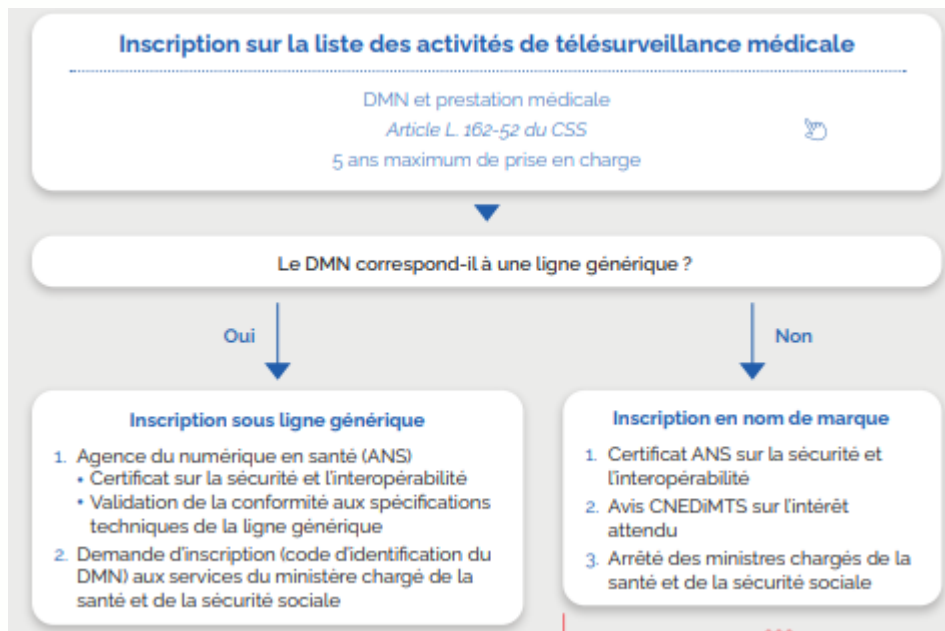 Inscription sur la liste des activités de télésurveillance médicale
DMN et prestation médicale
Article L. 162-52 du CSS
5 ans maximum de prise en charge
Le DMN correspond-il à une ligne générique ?
Oui
Non
Inscription sous ligne générique
1. Agence du numérique en santé (ANS)
• Certificat sur la sécurité et l'interopérabilité
• Validation de la conformité aux spécifications
techniques de la ligne générique
2. Demande d'inscription (code d'identification du
DMN) aux services du ministère chargé de la
santé et de la sécurité sociale
Inscription en nom de marque
1. Certificat ANS sur la sécurité et
l'interopérabilité
2. Avis CNEDiMTS sur l'intérêt
attendu
3. Arrêté des ministres chargés de la
santé et de la sécurité sociale